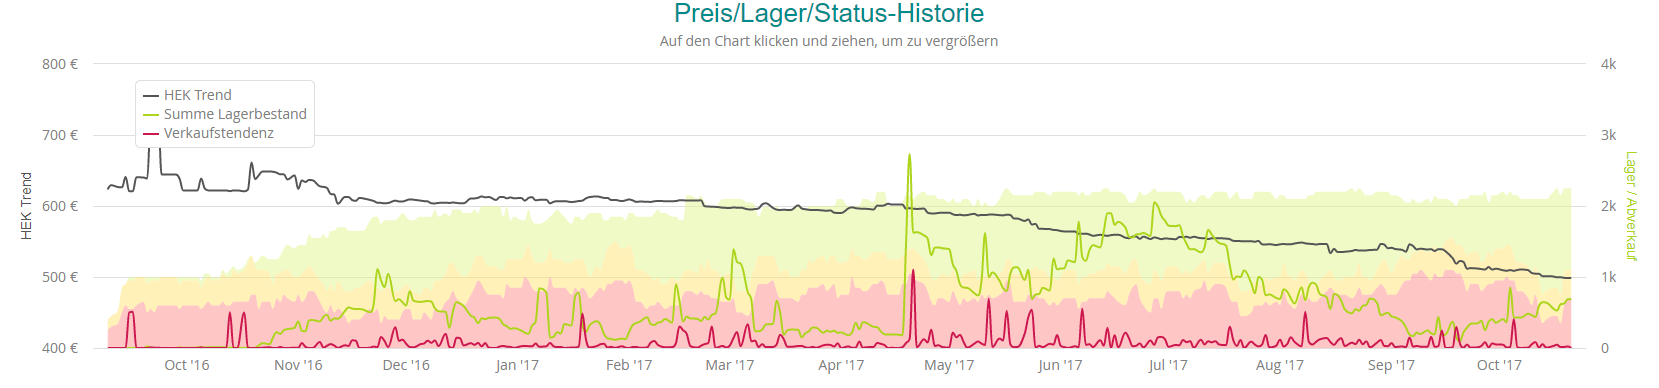 Preis/Lager/Status-Historie
Auf den Chart klicken und ziehen, um zu vergrößern
800 €
700 €
600 €
500 €
400 €
HEK Trend
HEK Trend
Summe Lagerbestand
Verkaufstendenz
4k
3k
2k
1k
0
Lager / Abverkauf
Oct '16
Nov '16
Dec '16
Jan '17
Feb '17
Mar '17
Apr '17
May '17
Jun '17
Jul '17
Aug '17
Sep '17
Oct '17